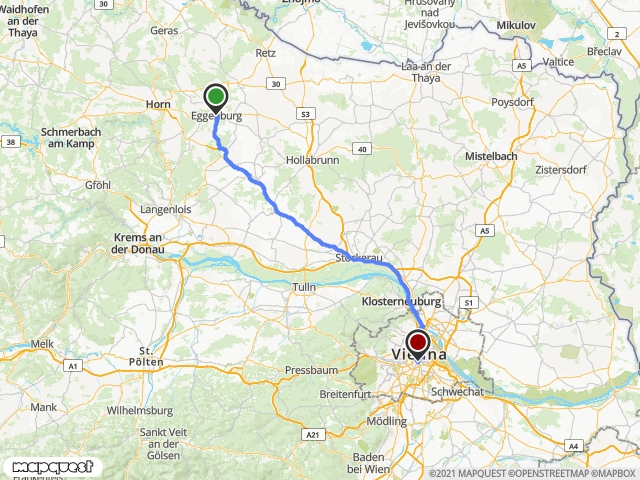 Waidhofen
an der
Thaya
Geras
Retz
Znojmo
Hrušovany
nad
Jevišovkou
Mikulov
2
Břeclav
Valtice
A5
Laa an der
Thaya
30
30
Horn
Eggenburg
S3
Poysdorf
Schmerbach
am Kamp
38
Hollabrunn
40
Mistelbach
Zistersdorf
Gföhl
Langenlois
A5
Krems an
der Donau
Stockerau
Tulln
Klosterneuburg
S1
Melk
A1
St.
Pölten
Vienna
Pressbaum
Schwechat
Mank
Wilhelmsburg
Breitenfurt
Mödling
Sankt Veit
an der
Gölsen
A21
Baden
bei Wien
A4
mapquest
Frankenfels
©2021 MAPQUEST ©OPENSTREETMAP ©MAPBOX